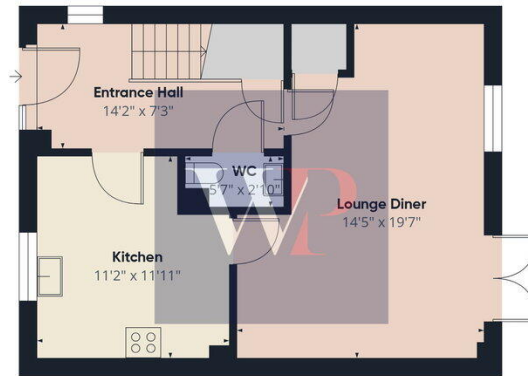 Entrance Hall
14'2" x 7'3"
WC
5'7" x 2'10"
WP
Lounge Diner
14'5" x 19'7"
Kitchen
11'2" x 11'11"